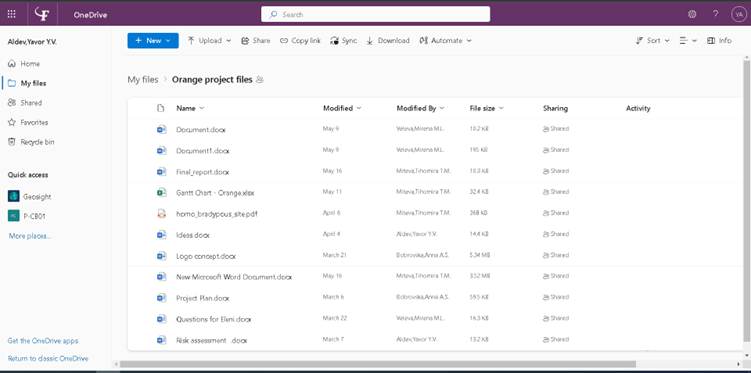 OneDrive
Search
YA
Aldev,Yavor Y.V.
+ New Upload Share Copy link Sync Download Automate Sort Info
Home
My files
Shared
Favorites
Recycle bin
Quick access
Geosight
P-CB01
More places...
Get the OneDrive apps
Return to classic OneDrive
My files > Orange project files
Name Modified Modified By File size Sharing Activity
Document.docx May 9 Veleva,Mirena M.L. 10.2 KB Shared
Document1.docx May 9 Veleva,Mirena M.L. 195 KB Shared
Final_report.docx May 16 Miteva,Tihomira T.M. 10.3 KB Shared
Gantt Chart - Orange.xlsx May 11 Miteva,Tihomira T.M. 32.4 KB Shared
homo_bradypous_site.pdf April 6 Miteva,Tihomira T.M. 368 kB Shared
Ideas.docx April 4 Aldev,Yavor Y.V. 14.4 KB Shared
Logo concept.docx March 21 Bobrovska,Anna A.S. 5.34 MB Shared
New Microsoft Word Document.docx May 16 Miteva,Tihomira T.M. 3.52 MB Shared
Project Plan.docx March 6 Bobrovska,Anna A.S. 59.5 KB Shared
Questions for Eleni.docx March 22 Veleva,Mirena M.L. 16.3 KB Shared
Risk assessment .docx March 7 Aldev,Yavor Y.V. 13.2 KB Shared